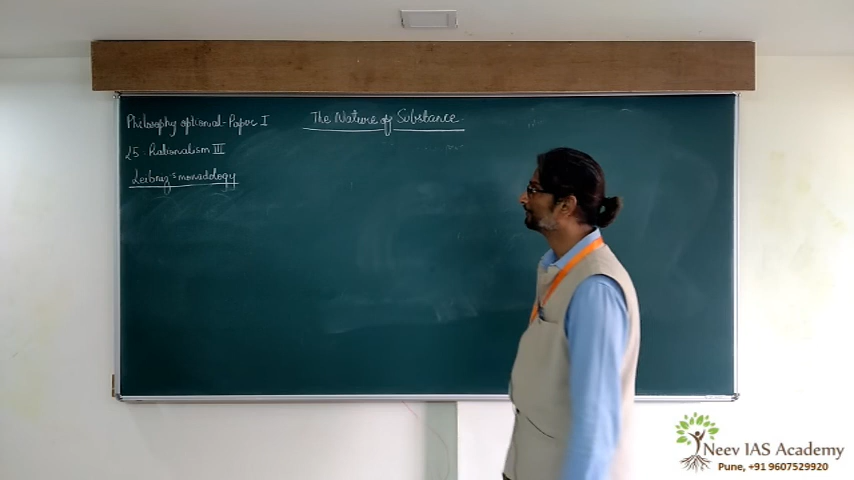 Philosophy optional - Paper I
L5: Rationalism III
Leibniz's monadology
The Nature of Substance
Neev IAS Academy
Pune, +91 9607529920